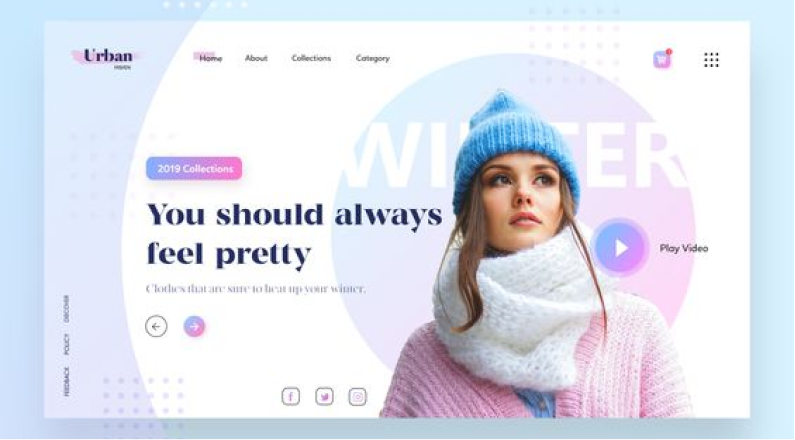 Urban
Home
About
Collections
Category
WINTER
2019 Collections
You should always
feel pretty
Clothes that are sure to heat up your winter.
Play Video
DISCOVER
POLICY
FEEDBACK